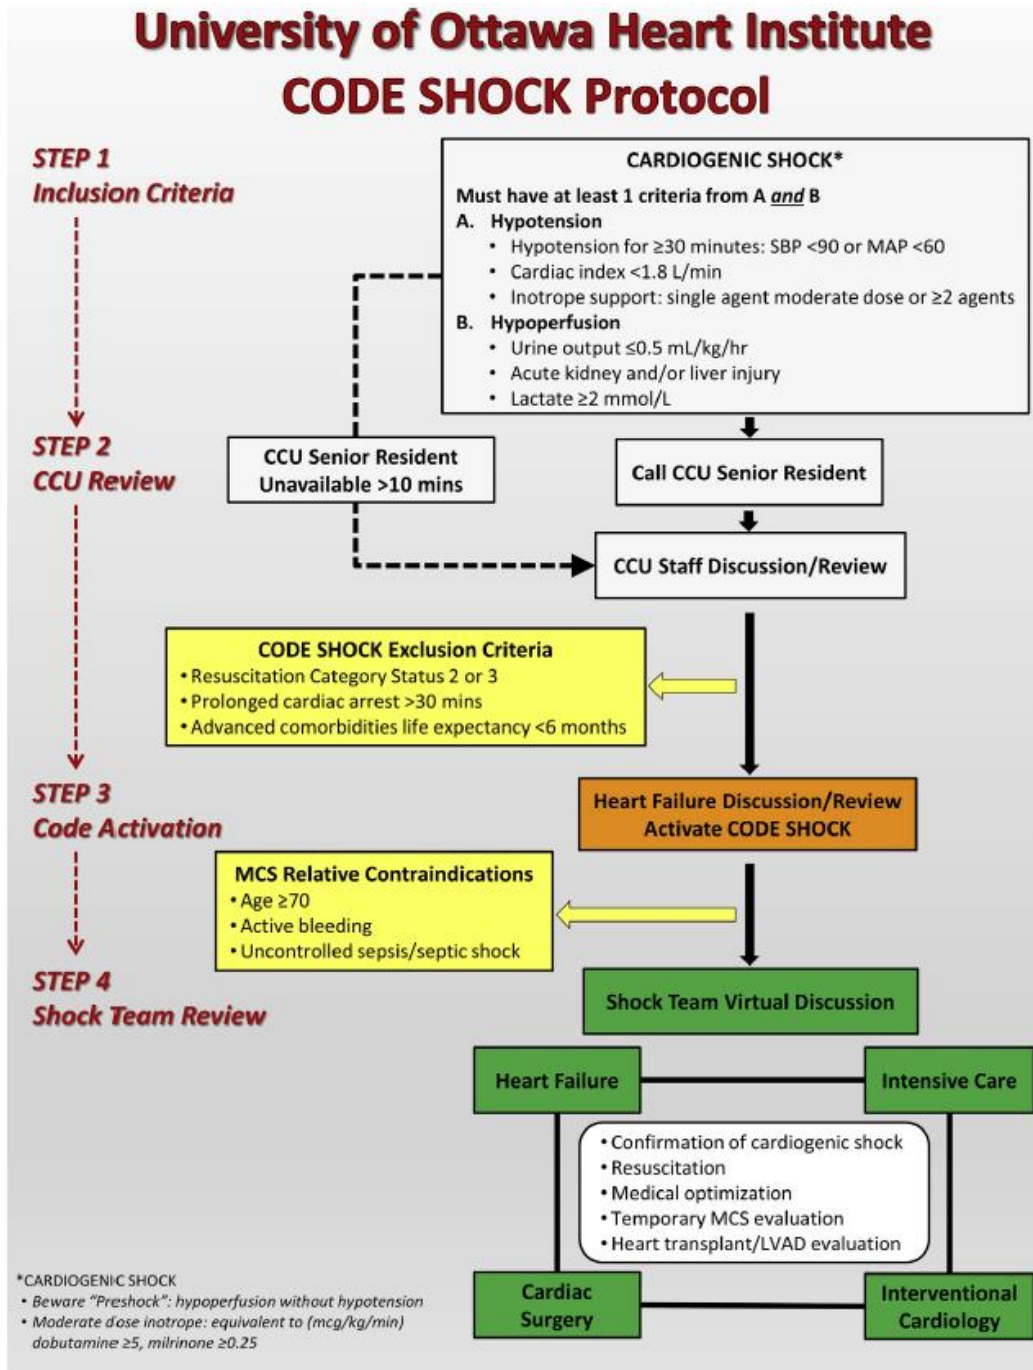 University of Ottawa Heart Institute
CODE SHOCK Protocol
STEP 1
Inclusion Criteria
CARDIOGENIC SHOCK*
Must have at least 1 criteria from A and B
A. Hypotension
• Hypotension for ≥30 minutes: SBP <90 or MAP <60
• Cardiac index <1.8 L/min
• Inotrope support: single agent moderate dose or ≥2 agents
B. Hypoperfusion
• Urine output ≤0.5 mL/kg/hr
• Acute kidney and/or liver injury
• Lactate ≥2 mmol/L
STEP 2
CCU Review
CCU Senior Resident
Unavailable >10 mins
Call CCU Senior Resident
CCU Staff Discussion/Review
CODE SHOCK Exclusion Criteria
• Resuscitation Category Status 2 or 3
• Prolonged cardiac arrest >30 mins
• Advanced comorbidities life expectancy <6 months
STEP 3
Code Activation
Heart Failure Discussion/Review
Activate CODE SHOCK
MCS Relative Contraindications
• Age ≥70
• Active bleeding
• Uncontrolled sepsis/septic shock
STEP 4
Shock Team Review
Shock Team Virtual Discussion
Heart Failure
Intensive Care
• Confirmation of cardiogenic shock
• Resuscitation
• Medical optimization
• Temporary MCS evaluation
• Heart transplant/LVAD evaluation
Cardiac
Surgery
Interventional
Cardiology
*CARDIOGENIC SHOCK
• Beware "Preshock": hypoperfusion without hypotension
• Moderate dose inotrope: equivalent to (mcg/kg/min)
dobutamine ≥5, milrinone ≥0.25